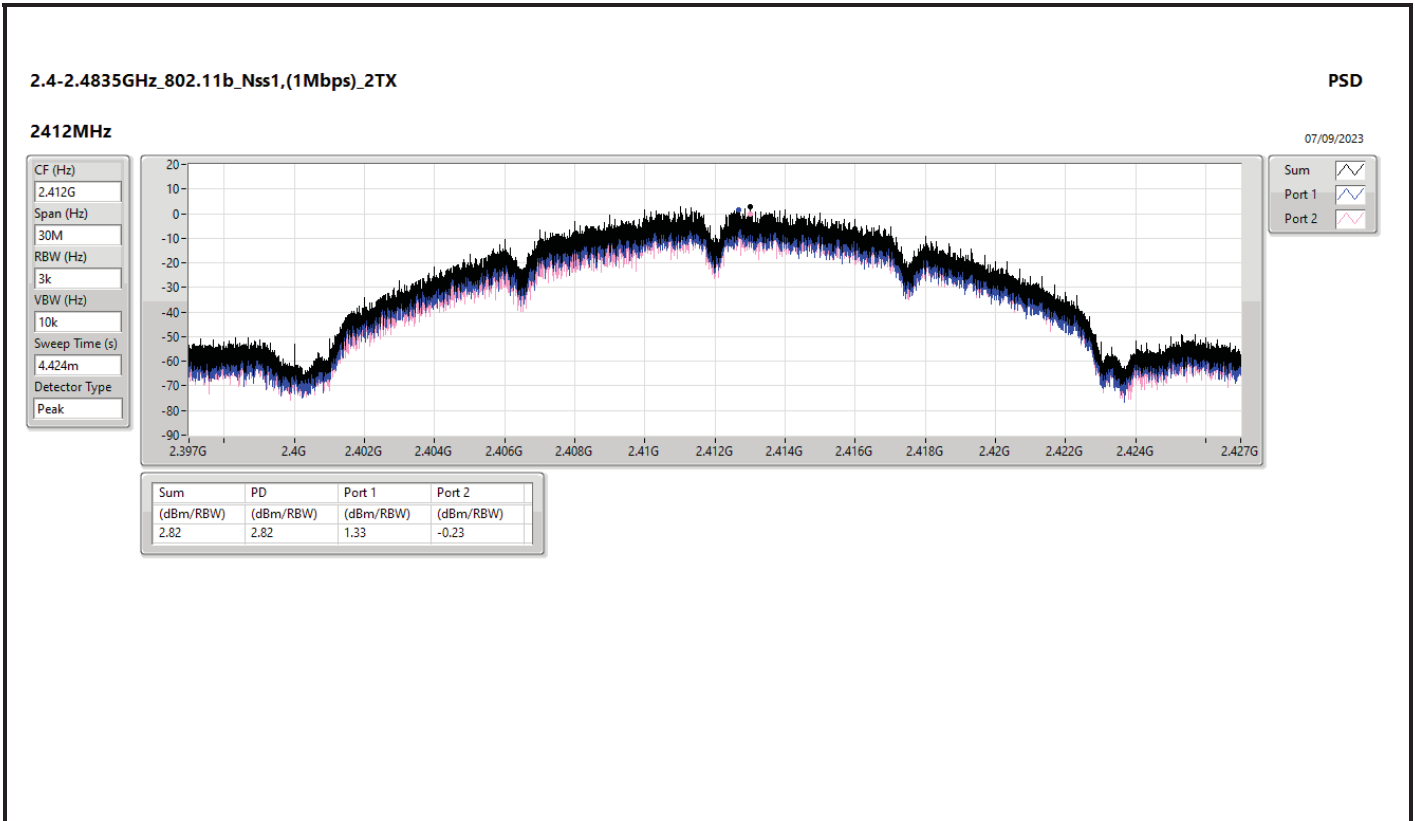 2.4-2.4835GHz_802.11b_Nss1,(1Mbps)_2TX PSD
2412MHz
07/09/2023
CF (Hz)
2.412G
Span (Hz)
30M
RBW (Hz)
3k
VBW (Hz)
10k
Sweep Time (s)
4.424m
Detector Type
Peak
20
10
0
-10
-20
-30
-40
-50
-60
-70
-80
-90
2.397G 2.4G 2.402G 2.404G 2.406G 2.408G 2.41G 2.412G 2.414G 2.416G 2.418G 2.42G 2.422G 2.424G 2.427G
Sum
Port 1
Port 2
Sum PD Port 1 Port 2
(dBm/RBW) (dBm/RBW) (dBm/RBW) (dBm/RBW)
2.82 2.82 1.33 -0.23